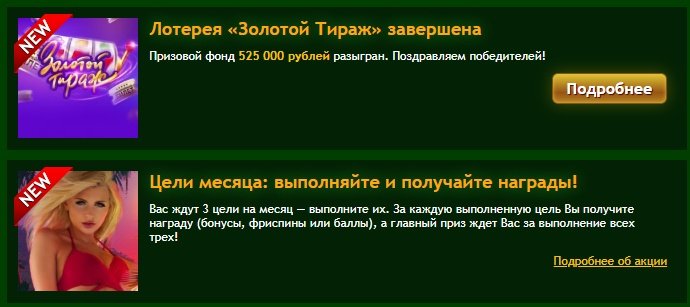 NEW
Золотой
тираж
Лотерея «Золотой Тираж» завершена
Призовой фонд 525 000 рублей разыгран. Поздравляем победителей!
Подробнее
NEW
Цели месяца: выполняйте и получайте награды!
Вас ждут 3 цели на месяц — выполните их. За каждую выполненную цель Вы получите
награду (бонусы, фриспины или баллы), а главный приз ждет Вас за выполнение всех
трех!
Подробнее об акции